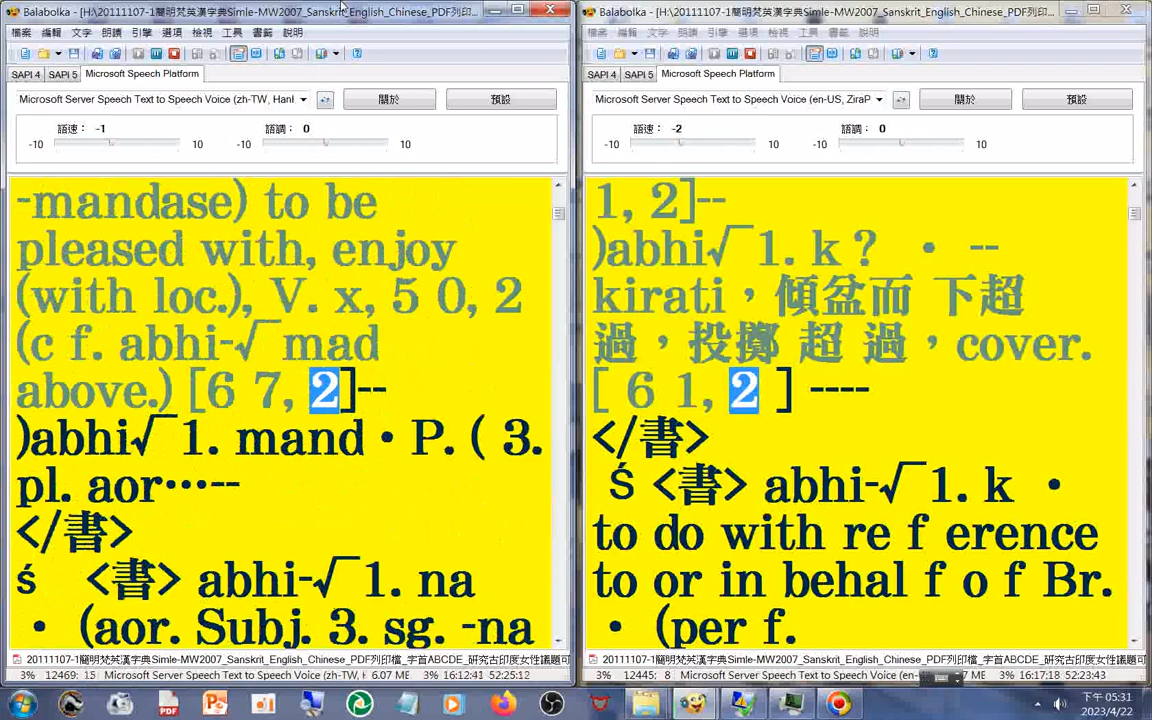 Balabolka - [H:\20111107-1簡明梵英漢字典Simle-MW2007_Sanskrit_English_Chinese_PDF列印...
檔案 編輯 文字 朗讀 引擎 選項 檢視 工具 書籤 說明
SAPI 4 SAPI 5 Microsoft Speech Platform
Microsoft Server Speech Text to Speech Voice (zh-TW, Hanl 關於 預設
語速： -1 語調： 0
-10 10 -10 10
-mandase) to be
pleased with, enjoy
(with loc.), V. x, 5 0, 2
(c f. abhi-√ mad
above.) [6 7, 2]--
)abhi√ 1. mand • P. ( 3.
pl. aor…--
</書>
ś <書> abhi-√ 1. na
• (aor. Subj. 3. sg. -na
20111107-1簡明梵英漢字典Simle-MW2007_Sanskrit_English_Chinese_PDF列印檔_字首ABCDE_研究古印度女性議題可
3% 12469: 15 Microsoft Server Speech Text to Speech Voice (zh-TW, H 6.07 ME 3% 16:12:41 52:25:12
Balabolka - [H:\20111107-1簡明梵英漢字典Simle-MW2007_Sanskrit_English_Chinese_PDF列印...
檔案 編輯 文字 朗讀 引擎 選項 檢視 工具 書籤 說明
SAPI 4 SAPI 5 Microsoft Speech Platform
Microsoft Server Speech Text to Speech Voice (en-US, ZiraP 關於 預設
語速： -2 語調： 0
-10 10 -10 10
1, 2]--
)abhi√ 1. k ? • --
kirati，傾盆而 下超
過，投擲 超 過，cover.
[ 6 1, 2 ] ----
</書>
Ś <書> abhi-√ 1. k •
to do with re f erence
to or in behal f o f Br.
• (per f.
20111107-1簡明梵英漢字典Simle-MW2007_Sanskrit_English_Chinese_PDF列印檔_字首ABCDE_研究古印度女性議題可
3% 12445: 8 Microsoft Server Speech Text to Speech Voice (en-US, Z ME 3% 16:17:18 52:23:43
下午 05:31
2023/4/22